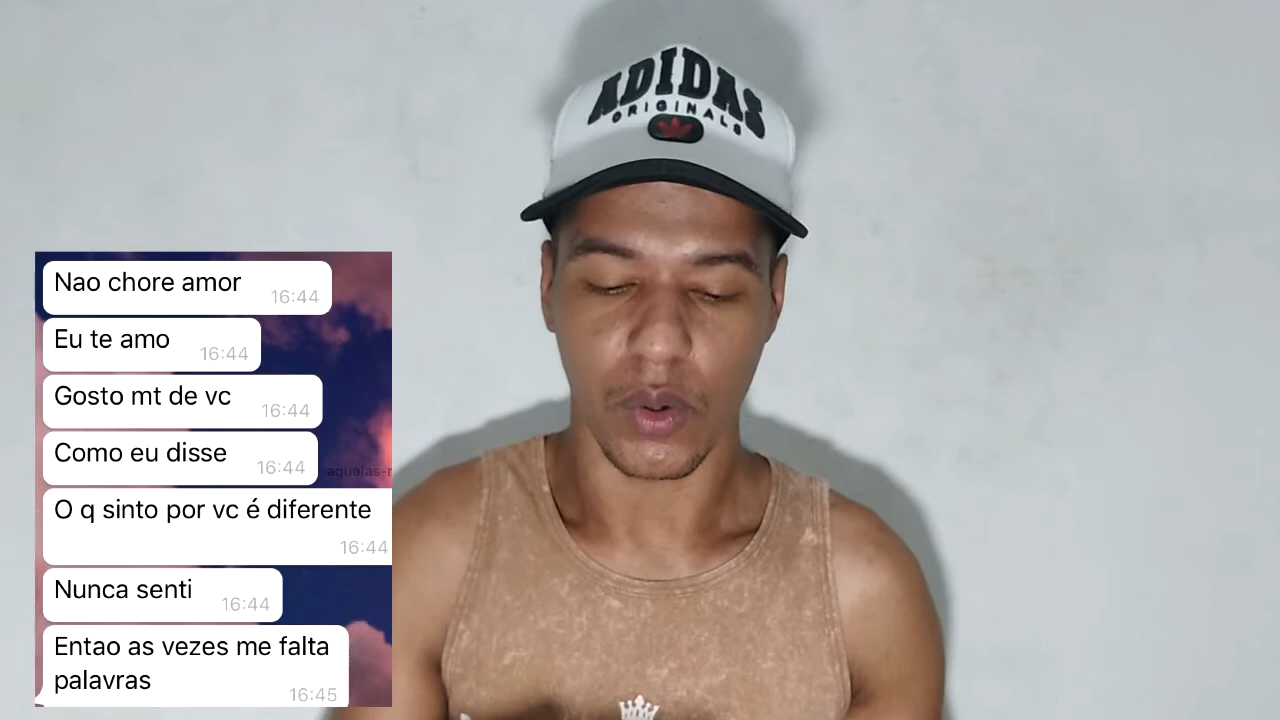 ADIDAS
ORIGINALS
Nao chore amor
16:44
Eu te amo
16:44
Gosto mt de vc
16:44
Como eu disse
16:44
aquelas-
O q sinto por vc é diferente
16:44
Nunca senti
16:44
Entao as vezes me falta
palavras
16:45